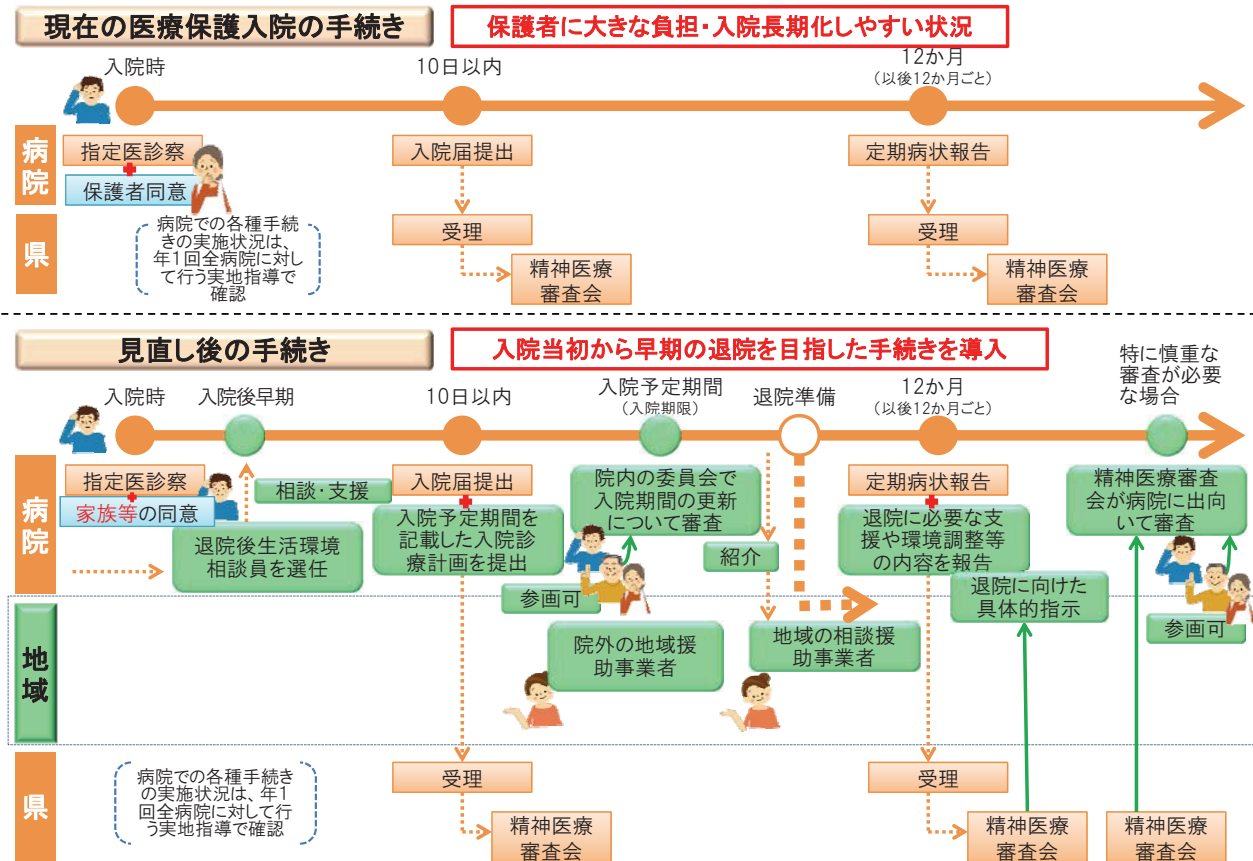 現在の医療保護入院の手続き
保護者に大きな負担・入院長期化しやすい状況
入院時
10日以内
12か月
（以後12か月ごと）
病院
指定医診察
保護者同意
入院届提出
定期病状報告
県
病院での各種手続
きの実施状況は、
年1回全病院に対し
て行う実地指導で
確認
受理
精神医療
審査会
受理
精神医療
審査会
見直し後の手続き
入院当初から早期の退院を目指した手続きを導入
入院時
入院後早期
10日以内
入院予定期間
（入院期限）
退院準備
12か月
（以後12か月ごと）
特に慎重な
審査が必要
な場合
病院
指定医診察
家族等の同意
相談・支援
退院後生活環境
相談員を選任
入院届提出
入院予定期間を
記載した入院診
療計画を提出
院内の委員会で
入院期間の更新
について審査
参画可
紹介
定期病状報告
退院に必要な支
援や環境調整等
の内容を報告
退院に向けた
具体的指示
精神医療審査
会が病院に出向
いて審査
参画可
地域
院外の地域援
助事業者
地域の相談援
助事業者
県
病院での各種手続き
の実施状況は、年1
回全病院に対して行
う実地指導で確認
受理
精神医療
審査会
受理
精神医療
審査会
精神医療
審査会